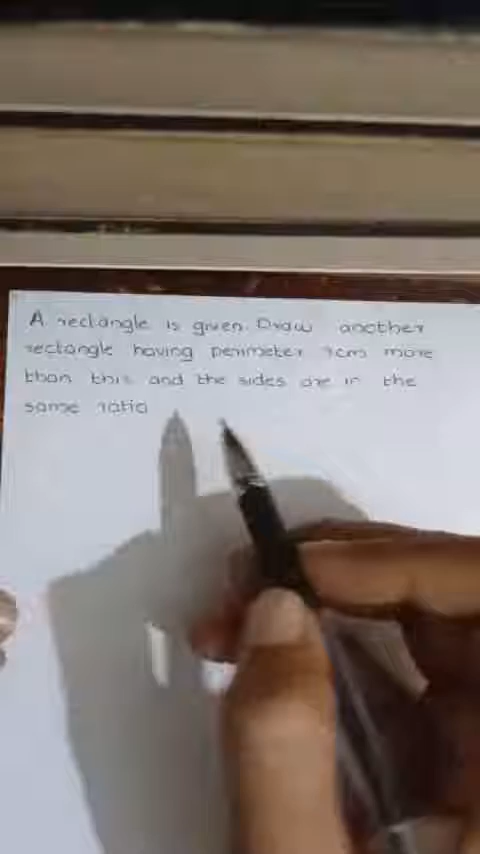 A rectangle is given. Draw another
rectangle having perimeter 7cm more
than this and the sides are in the
same ratio